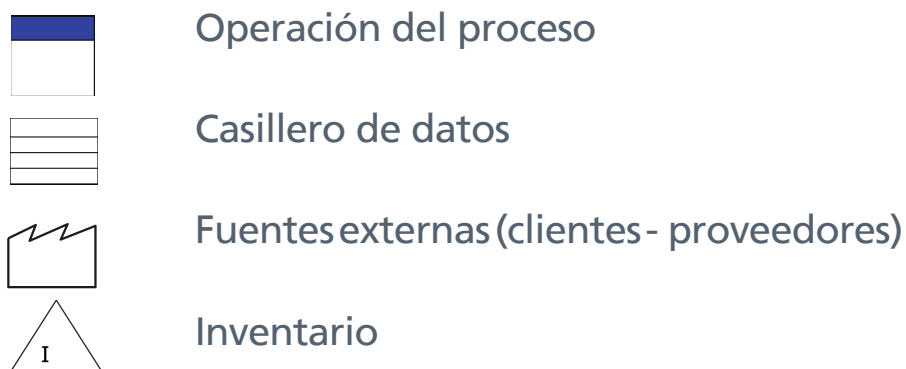 Operación del proceso
Casillero de datos
Fuentes externas (clientes - proveedores)
Inventario
I